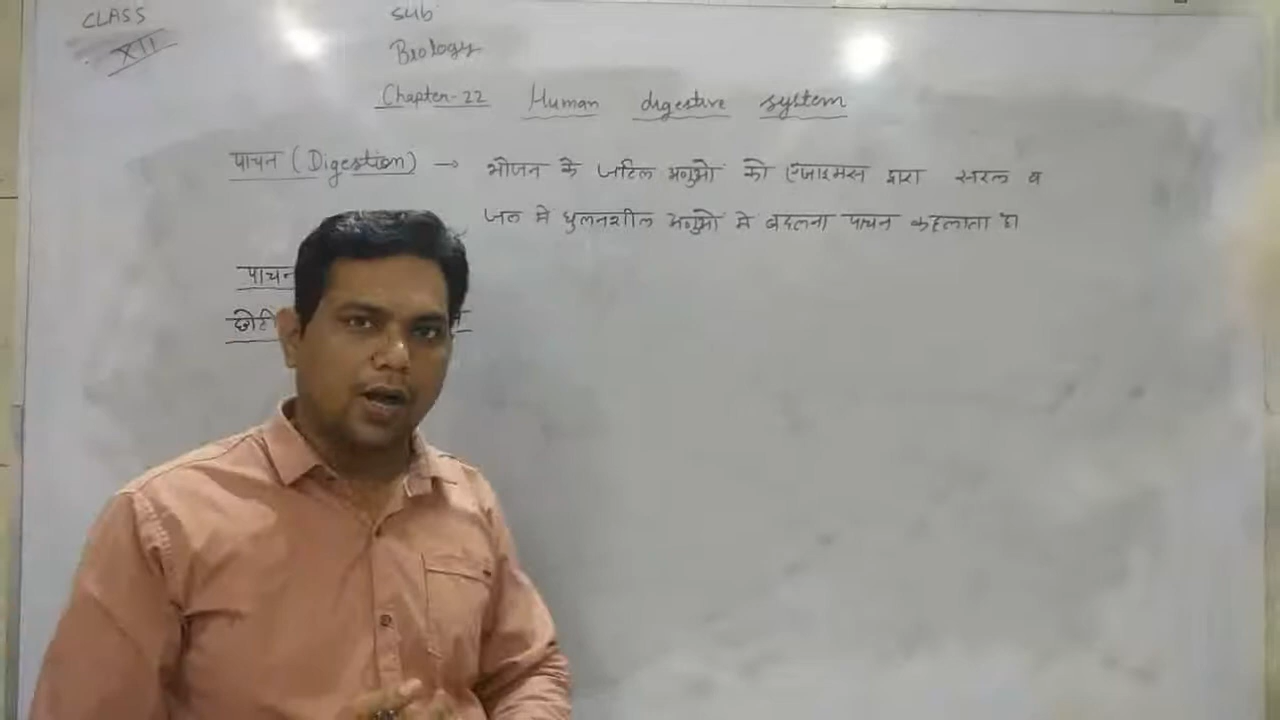 CLASS
XII
sub
Biology
Chapter-22 Human digestive system
पाचन (Digestion) → भोजन के जटिल अणुओं को एंजाइमस द्वारा सरल व
जल मे घुलनशील अणुओं मे बदलना पाचन कहलाता है।
पाचन